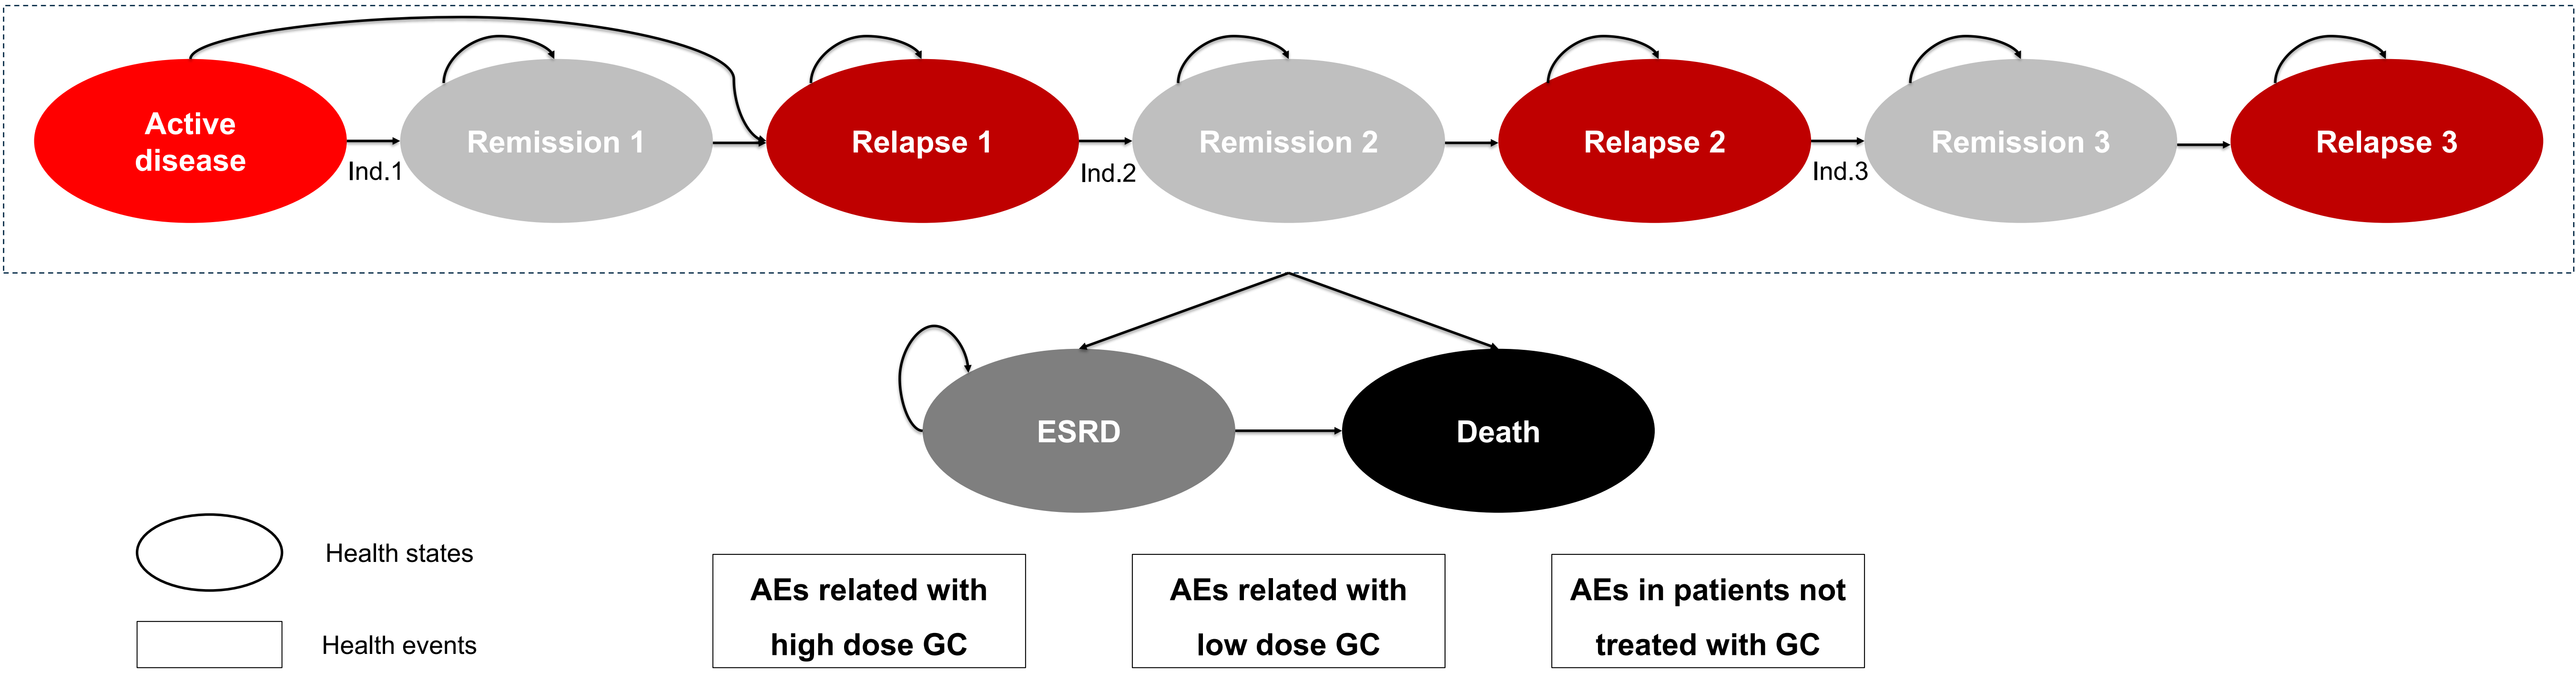 Active
disease
Ind.1
Remission 1
Relapse 1
Ind.2
Remission 2
Relapse 2
Ind.3
Remission 3
Relapse 3
ESRD
Death
Health states
Health events
AEs related with
high dose GC
AEs related with
low dose GC
AEs in patients not
treated with GC